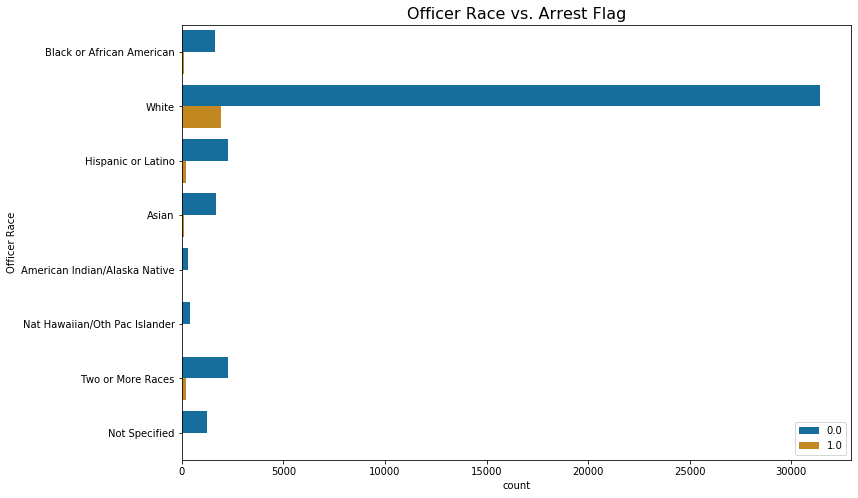 Officer Race vs. Arrest Flag
Officer Race
Black or African American
White
Hispanic or Latino
Asian
American Indian/Alaska Native
Nat Hawaiian/Oth Pac Islander
Two or More Races
Not Specified
0.0
1.0
0 5000 10000 15000 20000 25000 30000
count